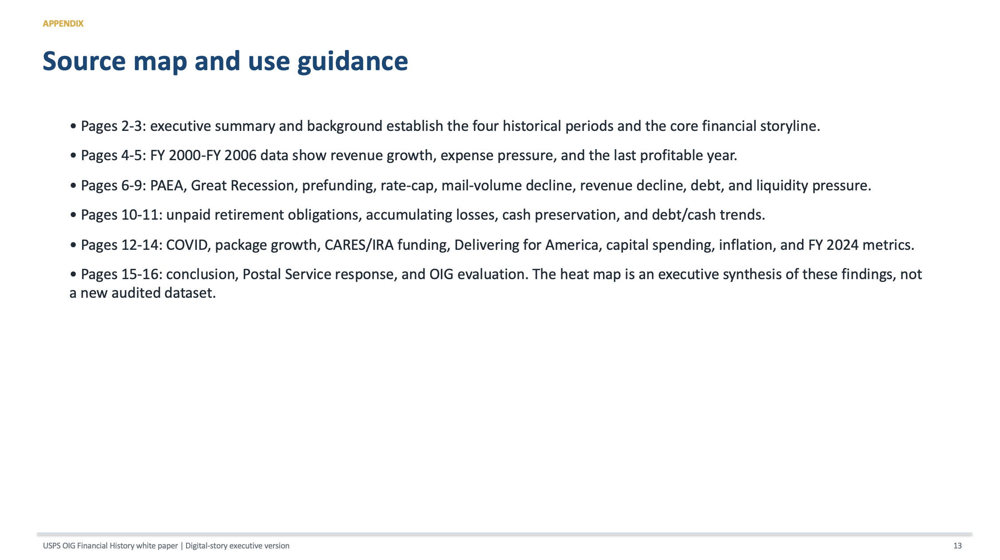 APPENDIX
Source map and use guidance
• Pages 2-3: executive summary and background establish the four historical periods and the core financial storyline.
• Pages 4-5: FY 2000-FY 2006 data show revenue growth, expense pressure, and the last profitable year.
• Pages 6-9: PAEA, Great Recession, prefunding, rate-cap, mail-volume decline, revenue decline, debt, and liquidity pressure.
• Pages 10-11: unpaid retirement obligations, accumulating losses, cash preservation, and debt/cash trends.
• Pages 12-14: COVID, package growth, CARES/IRA funding, Delivering for America, capital spending, inflation, and FY 2024 metrics.
• Pages 15-16: conclusion, Postal Service response, and OIG evaluation. The heat map is an executive synthesis of these findings, not
a new audited dataset.
USPS OIG Financial History white paper | Digital-story executive version
13